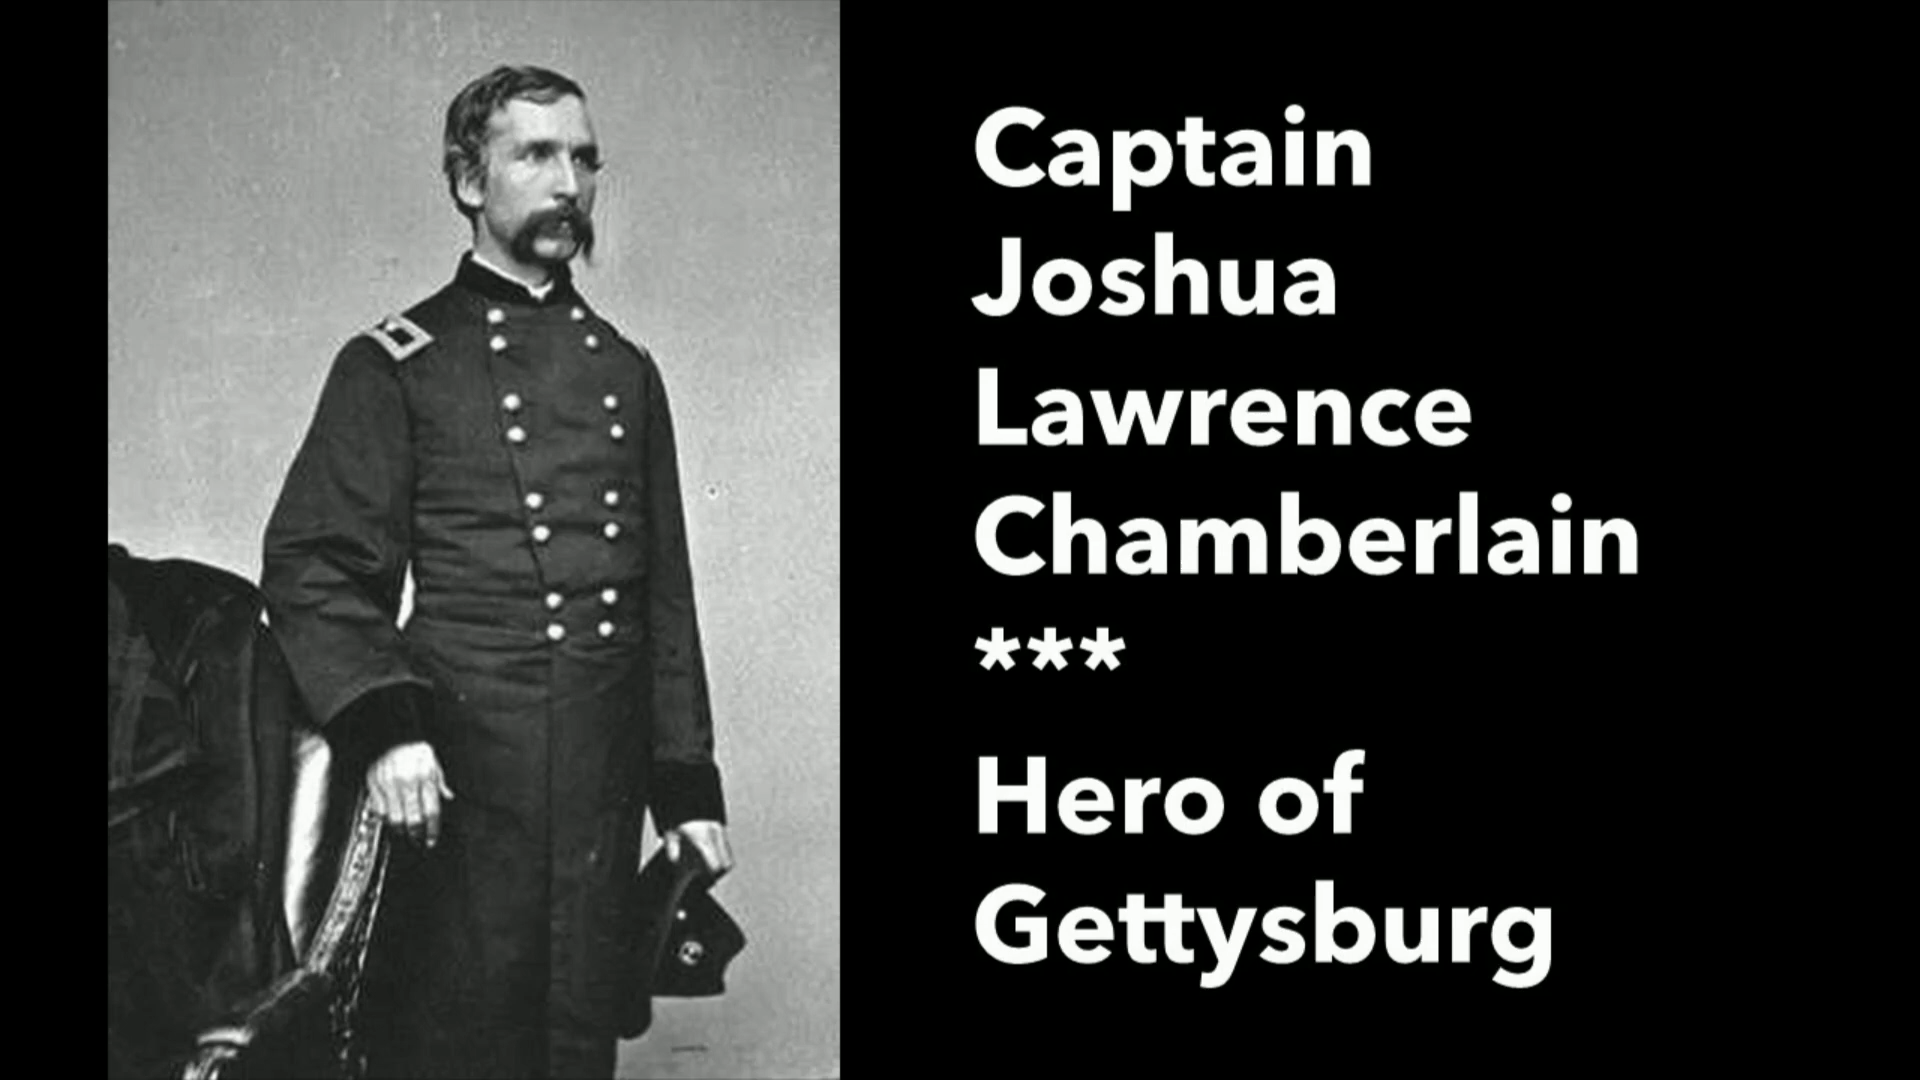 Captain
Joshua
Lawrence
Chamberlain
***
Hero of
Gettysburg